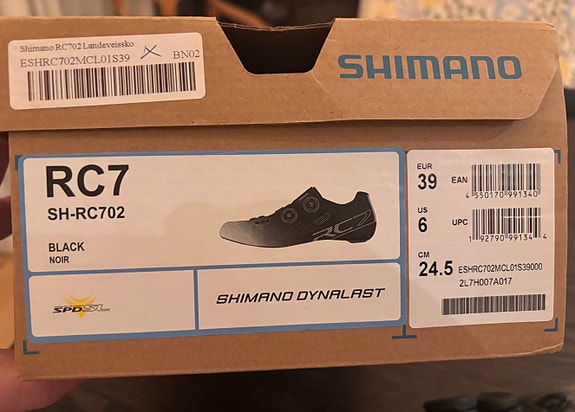 Shimano RC702 Landeveissko
ESHRC702MCL01S39
BN02
SHIMANO
RC7
SH-RC702
BLACK
NOIR
RC7
SPD-SL
SHIMANO DYNALAST
EUR
39
EAN
4 550170 991340
US
6
UPC
1 92790 99134 4
CM
24.5
ESHRC702MCL01S39000
2L7H007A017